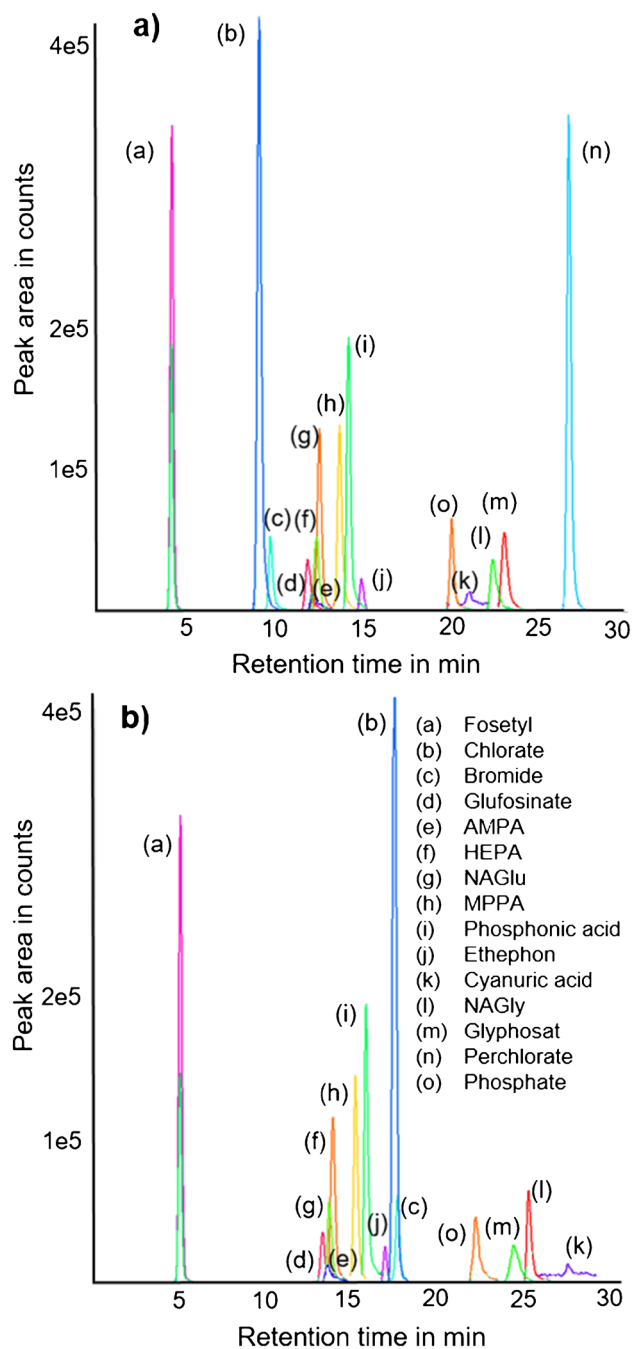 a)
4e5
(b)
(a)
(n)
Peak area in counts
2e5
(i)
(h)
(g)
1e5
(c) (f)
(o) (m)
(l)
(d) (e) (j)
(k)
5 10 15 20 25 30
Retention time in min
b)
4e5
(b)
(a) Fosetyl
(b) Chlorate
(c) Bromide
(d) Glufosinate
(e) AMPA
(f) HEPA
(g) NAGlu
(h) MPPA
(i) Phosphonic acid
(j) Ethephon
(k) Cyanuric acid
(l) NAGly
(m) Glyphosat
(n) Perchlorate
(o) Phosphate
(a)
Peak area in counts
2e5
(i)
(h)
1e5
(f)
(g)
(c)
(l)
(j)
(o) (m)
(k)
(d) (e)
5 10 15 20 25 30
Retention time in min